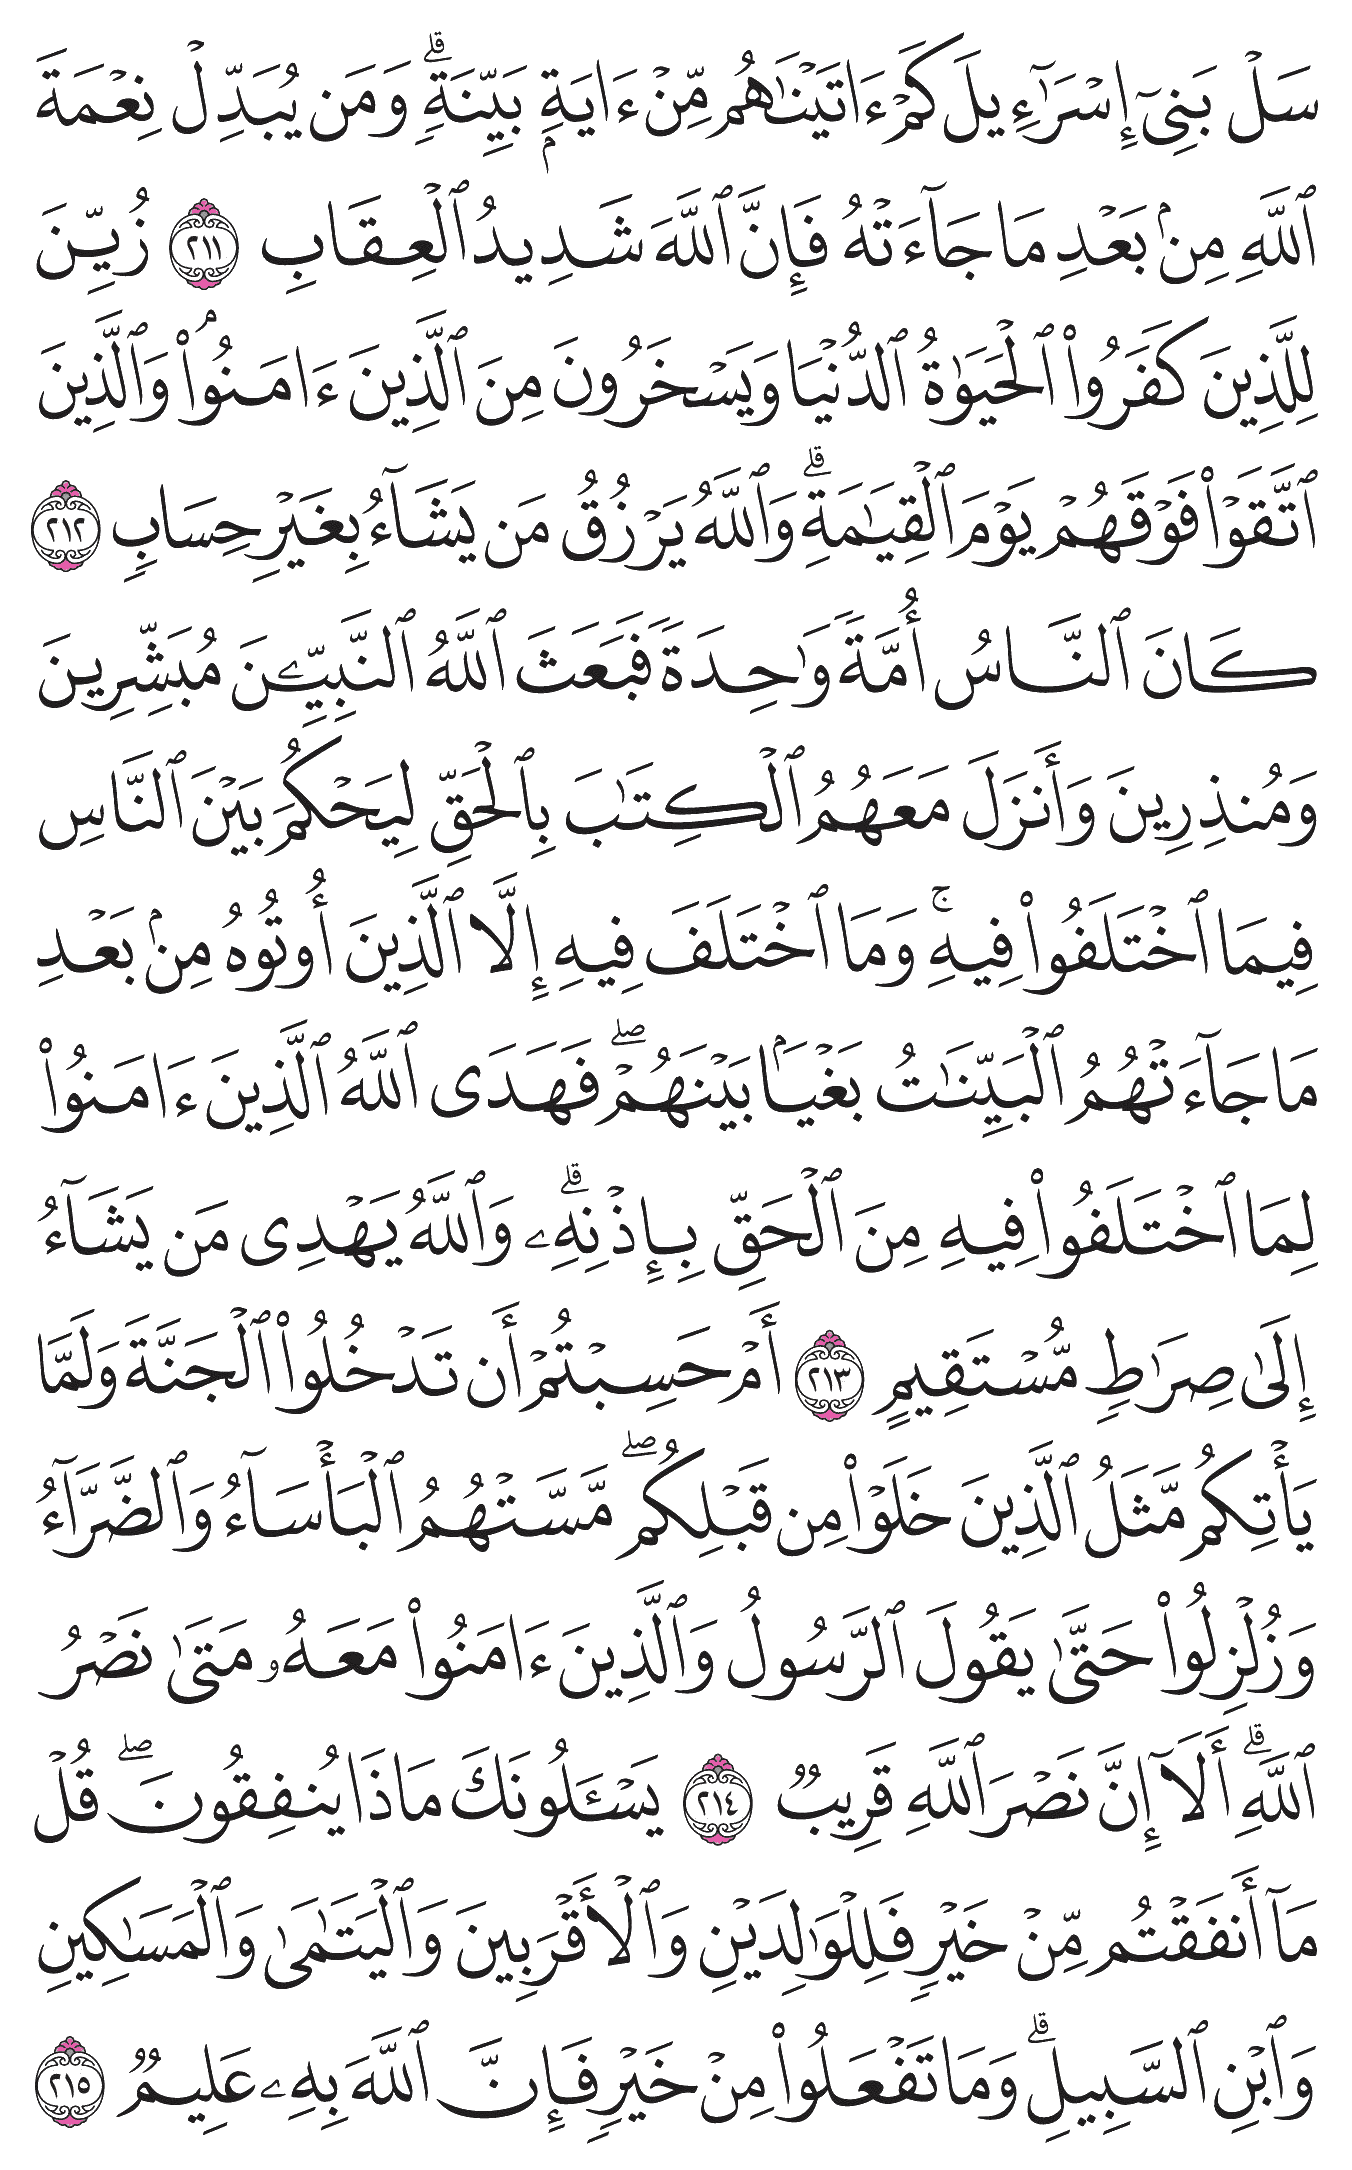 سَلۡ بَنِيٓ إِسۡرَٰٓءِيلَ كَمۡ ءَاتَيۡنَٰهُم مِّنۡ ءَايَةِۭ بَيِّنَةٖۗ وَمَن يُبَدِّلۡ نِعۡمَةَ
ٱللَّهِ مِنۢ بَعۡدِ مَا جَآءَتۡهُ فَإِنَّ ٱللَّهَ شَدِيدُ ٱلۡعِقَابِ ٢١١ زُيِّنَ
لِلَّذِينَ كَفَرُواْ ٱلۡحَيَوٰةُ ٱلدُّنۡيَا وَيَسۡخَرُونَ مِنَ ٱلَّذِينَ ءَامَنُواْۘ وَٱلَّذِينَ
ٱتَّقَوۡاْ فَوۡقَهُمۡ يَوۡمَ ٱلۡقِيَٰمَةِۗ وَٱللَّهُ يَرۡزُقُ مَن يَشَآءُ بِغَيۡرِ حِسَابٖ ٢١٢
كَانَ ٱلنَّاسُ أُمَّةٗ وَٰحِدَةٗ فَبَعَثَ ٱللَّهُ ٱلنَّبِيِّـۧنَ مُبَشِّرِينَ
وَمُنذِرِينَ وَأَنزَلَ مَعَهُمُ ٱلۡكِتَٰبَ بِٱلۡحَقِّ لِيَحۡكُمَ بَيۡنَ ٱلنَّاسِ
فِيمَا ٱخۡتَلَفُواْ فِيهِۚ وَمَا ٱخۡتَلَفَ فِيهِ إِلَّا ٱلَّذِينَ أُوتُوهُ مِنۢ بَعۡدِ
مَا جَآءَتۡهُمُ ٱلۡبَيِّنَٰتُ بَغۡيَۢا بَيۡنَهُمۡۖ فَهَدَى ٱللَّهُ ٱلَّذِينَ ءَامَنُواْ
لِمَا ٱخۡتَلَفُواْ فِيهِ مِنَ ٱلۡحَقِّ بِإِذۡنِهِۦۗ وَٱللَّهُ يَهۡدِي مَن يَشَآءُ
إِلَىٰ صِرَٰطٖ مُّسۡتَقِيمٍ ٢١٣ أَمۡ حَسِبۡتُمۡ أَن تَدۡخُلُواْ ٱلۡجَنَّةَ وَلَمَّا
يَأۡتِكُم مَّثَلُ ٱلَّذِينَ خَلَوۡاْ مِن قَبۡلِكُمۖ مَّسَّتۡهُمُ ٱلۡبَأۡسَآءُ وَٱلضَّرَّآءُ
وَزُلۡزِلُواْ حَتَّىٰ يَقُولَ ٱلرَّسُولُ وَٱلَّذِينَ ءَامَنُواْ مَعَهُۥ مَتَىٰ نَصۡرُ
ٱللَّهِۗ أَلَآ إِنَّ نَصۡرَ ٱللَّهِ قَرِيبٞ ٢١٤ يَسۡـَٔلُونَكَ مَاذَا يُنفِقُونَۖ قُلۡ
مَآ أَنفَقۡتُم مِّنۡ خَيۡرٖ فَلِلۡوَٰلِدَيۡنِ وَٱلۡأَقۡرَبِينَ وَٱلۡيَتَٰمَىٰ وَٱلۡمَسَٰكِينِ
وَٱبۡنِ ٱلسَّبِيلِۗ وَمَا تَفۡعَلُواْ مِنۡ خَيۡرٖ فَإِنَّ ٱللَّهَ بِهِۦ عَلِيمٞ ٢١٥